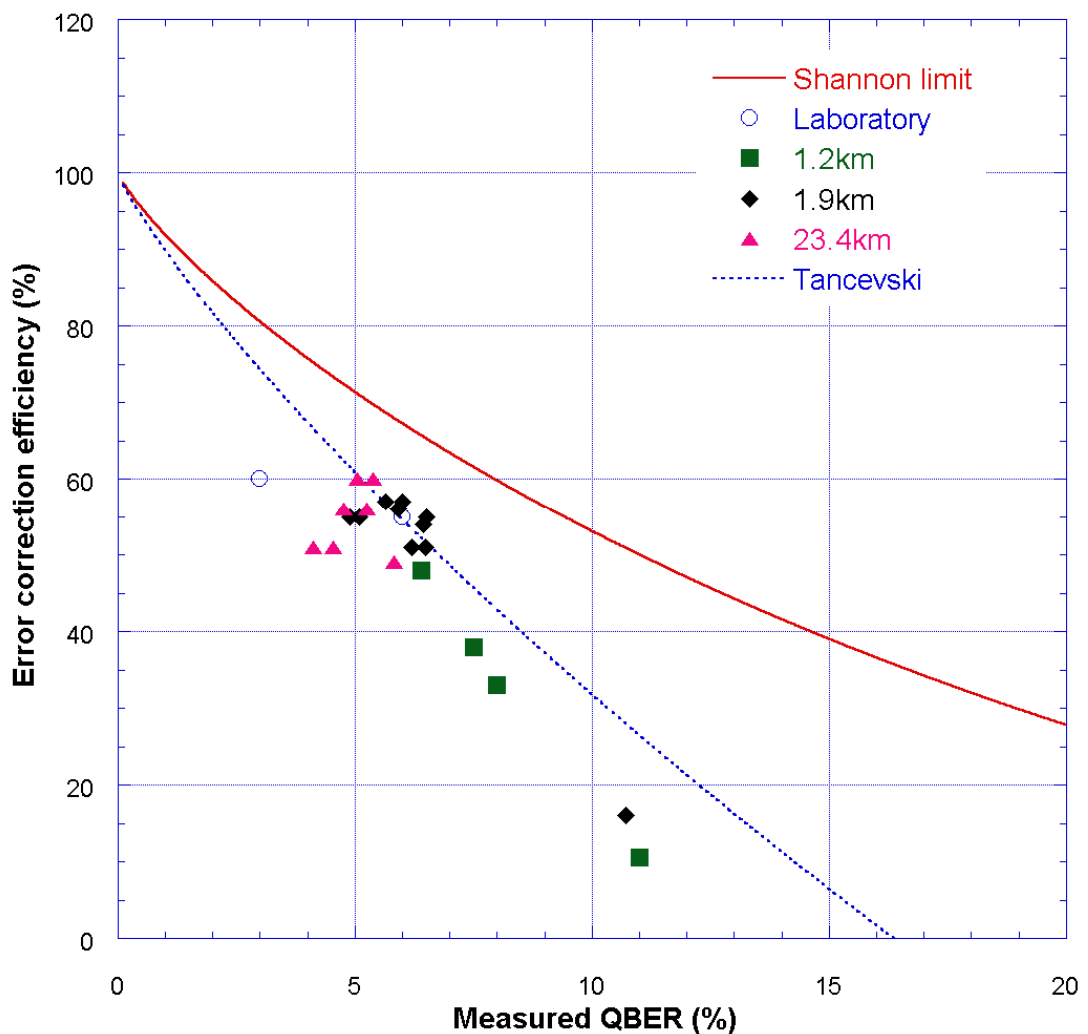 120
100
80
60
40
20
0
Error correction efficiency (%)
Shannon limit
Laboratory
1.2km
1.9km
23.4km
Tancevski
0
5
10
15
20
Measured QBER (%)